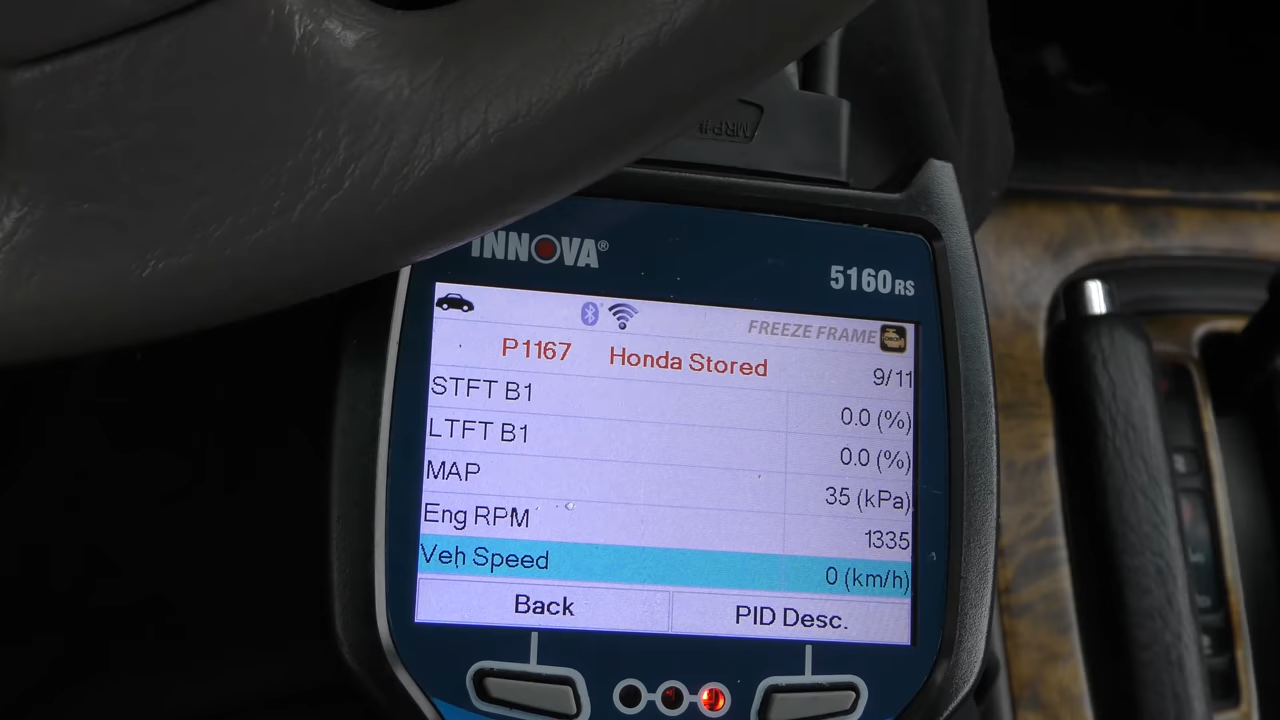 INNOVA®
5160RS
FREEZE FRAME
P1167 Honda Stored 9/11
STFT B1 0.0 (%)
LTFT B1 0.0 (%)
MAP 35 (kPa)
Eng RPM 1335
Veh Speed 0 (km/h)
Back PID Desc.